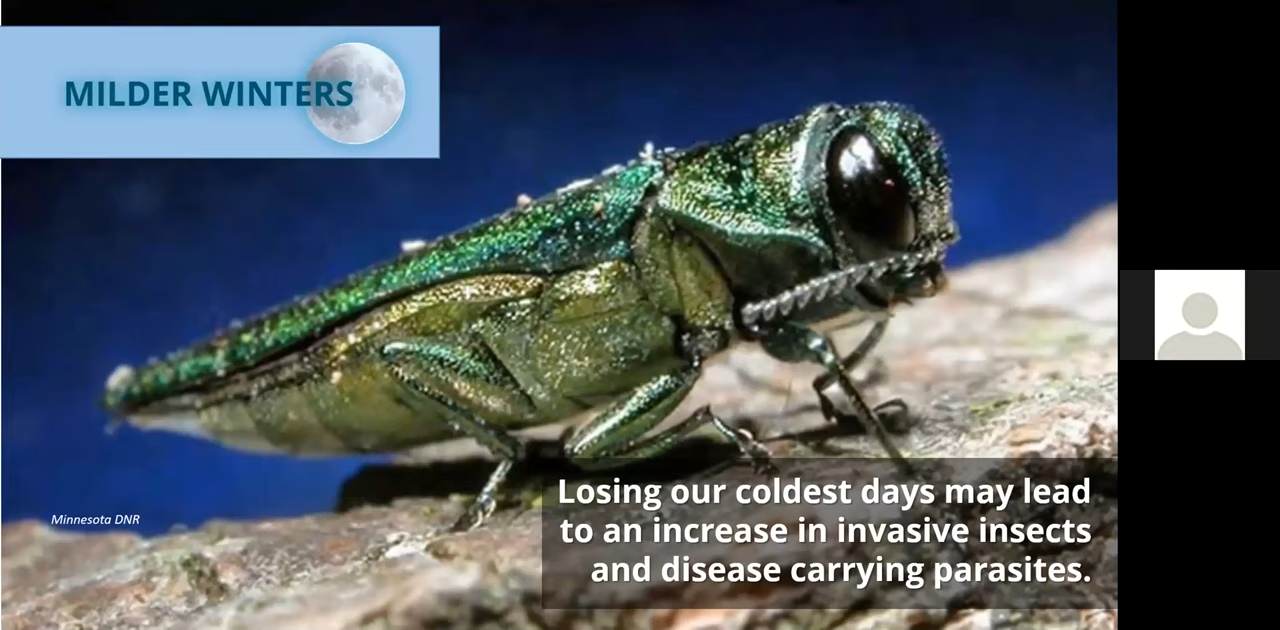 MILDER WINTERS
Minnesota DNR
Losing our coldest days may lead
to an increase in invasive insects
and disease carrying parasites.